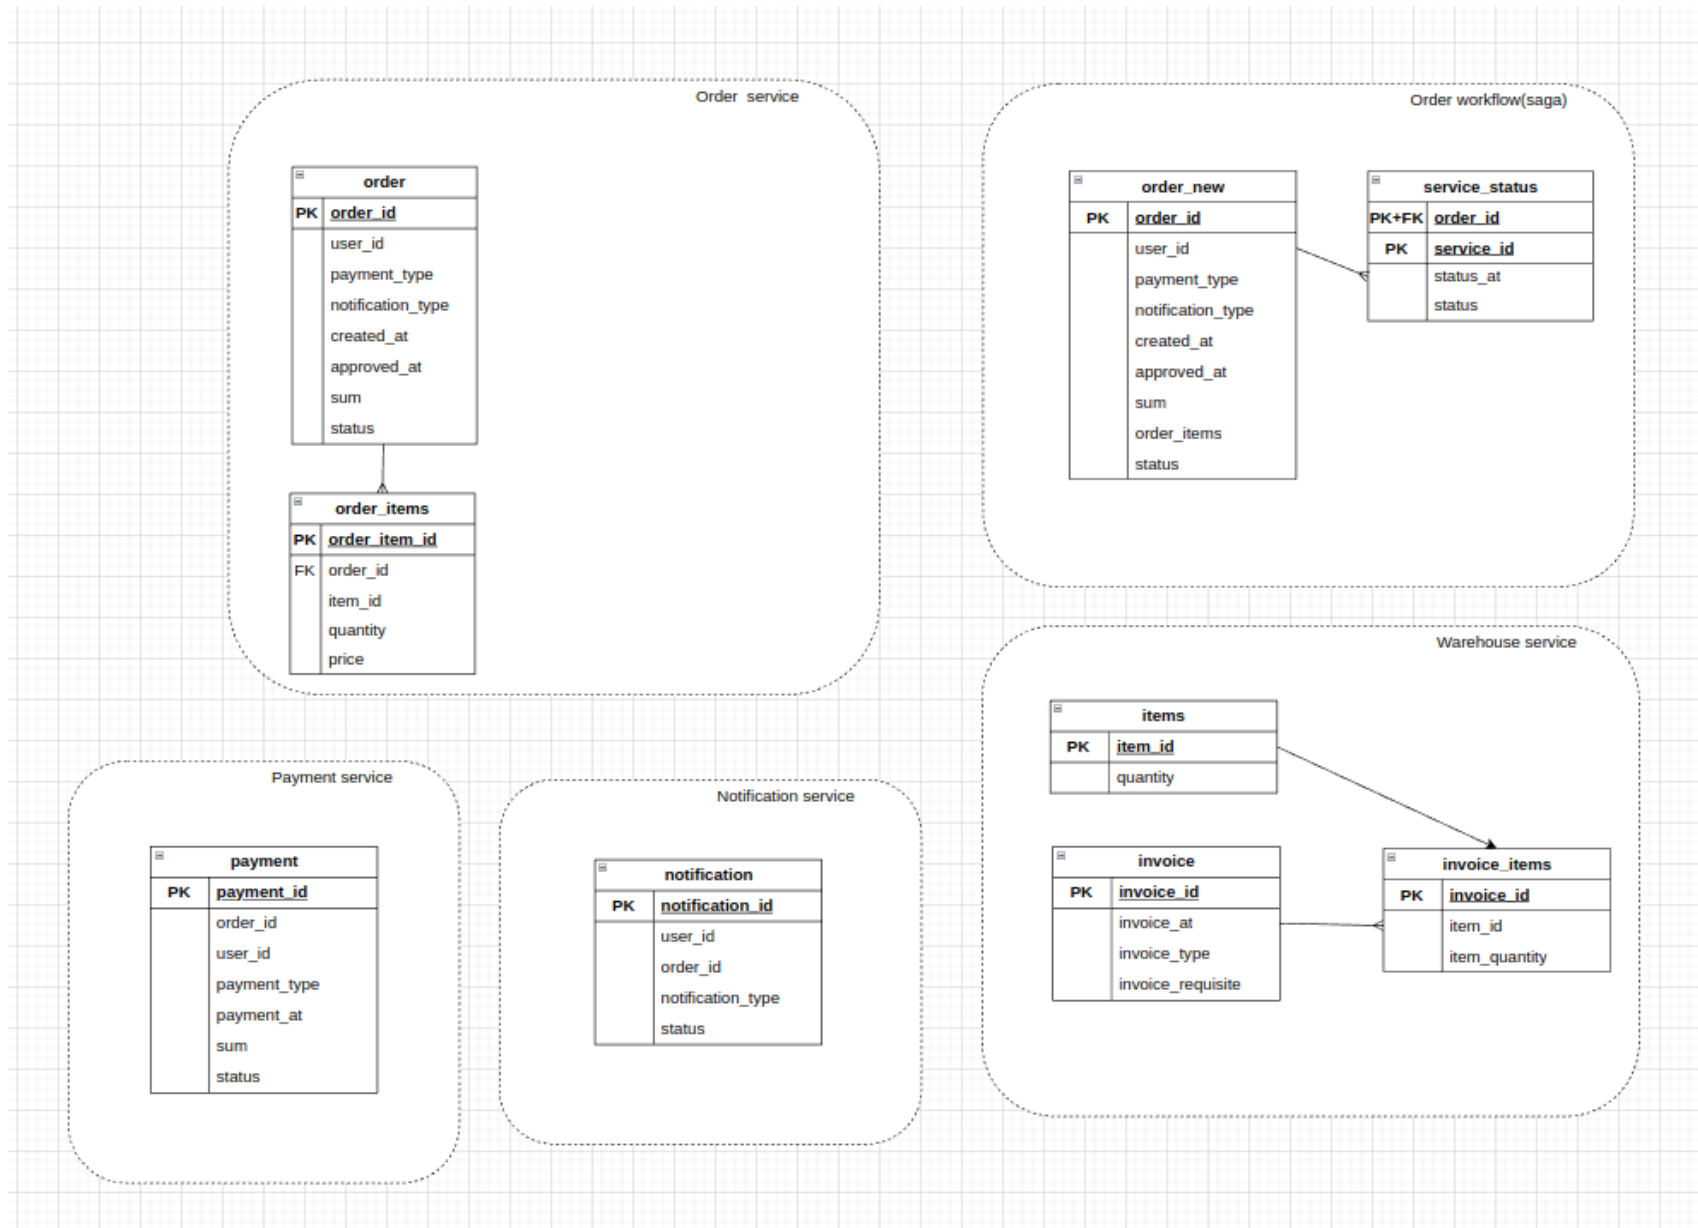 Order service
order
PK order_id
user_id
payment_type
notification_type
created_at
approved_at
sum
status
order_items
PK order_item_id
FK order_id
item_id
quantity
price
Order workflow(saga)
order_new
PK order_id
user_id
payment_type
notification_type
created_at
approved_at
sum
order_items
status
service_status
PK+FK order_id
PK service_id
status_at
status
Payment service
payment
PK payment_id
order_id
user_id
payment_type
payment_at
sum
status
Notification service
notification
PK notification_id
user_id
order_id
notification_type
status
Warehouse service
items
PK item_id
quantity
invoice
PK invoice_id
invoice_at
invoice_type
invoice_requisite
invoice_items
PK invoice_id
item_id
item_quantity